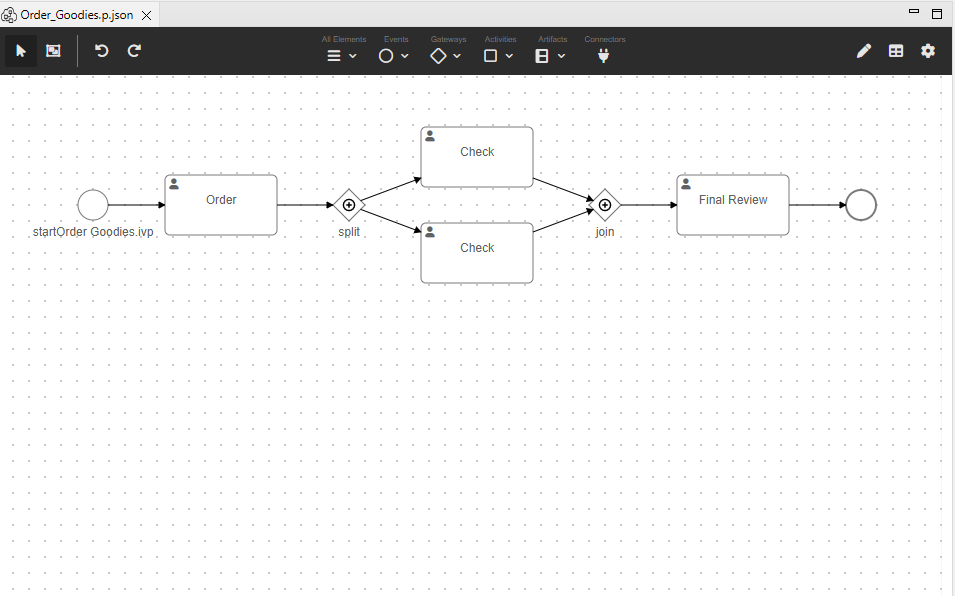 Order_Goodies.p.json
All Elements
Events
Gateways
Activities
Artifacts
Connectors
Check
Order
Final Review
startOrder Goodies.ivp
split
join
Check